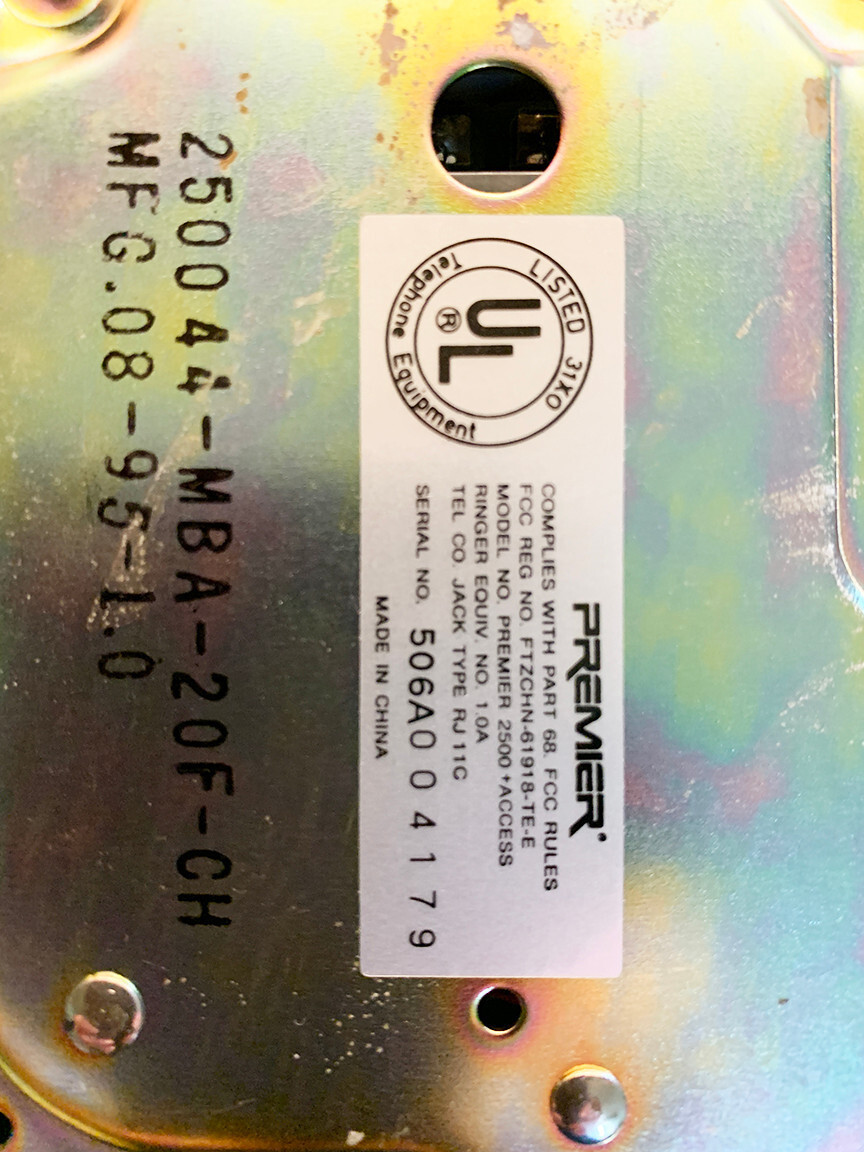 LISTED 31X0
UL
®
Telephone Equipment
PREMIER
COMPLIES WITH PART 68. FCC RULES
FCC REG NO. FTZCHN-61918-TE-E
MODEL NO. PREMIER 2500+ACCESS
RINGER EQUIV. NO. 1.0A
TEL CO. JACK TYPE RJ11C
SERIAL NO. 506A0 0 4 1 7 9
MADE IN CHINA
250044-MBA-20F-CH
MFG.08-95-1.0